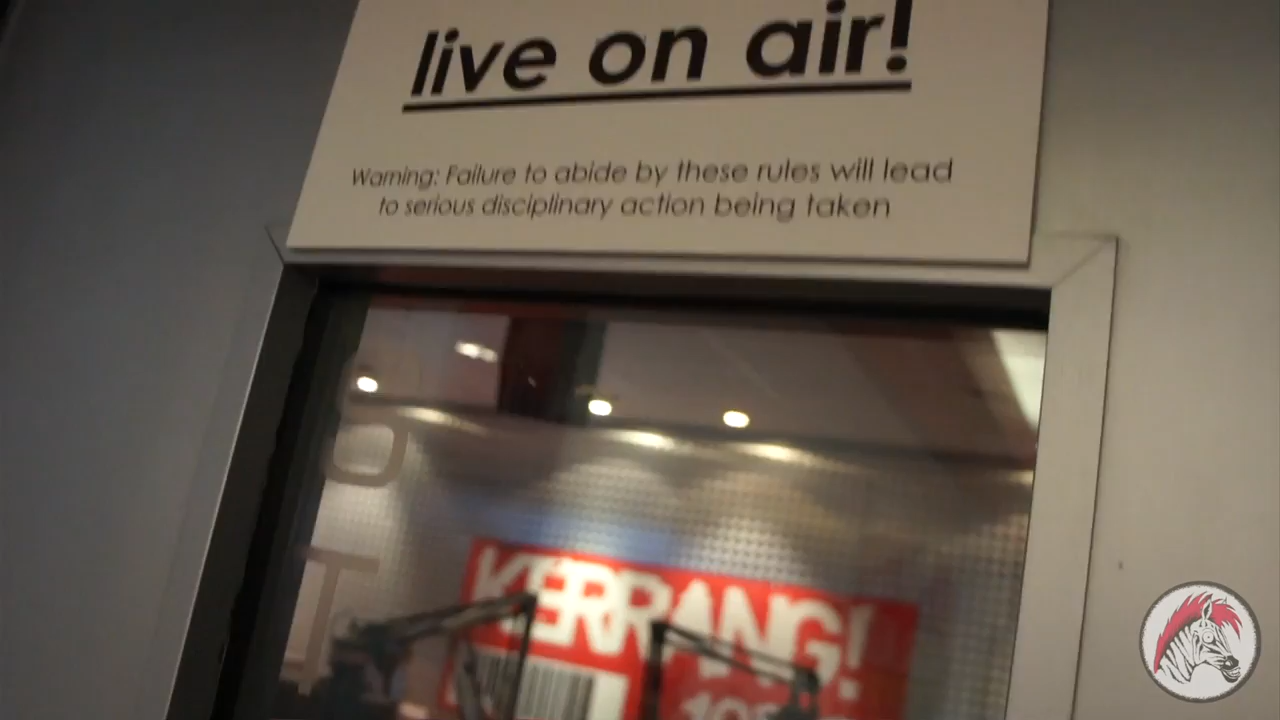 live on air!
Warning: Failure to abide by these rules will lead
to serious disciplinary action being taken
KERRANG!